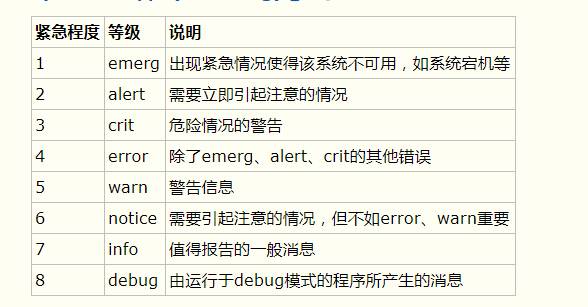 紧急程度 等级 说明
1 emerg 出现紧急情况使得该系统不可用，如系统宕机等
2 alert 需要立即引起注意的情况
3 crit 危险情况的警告
4 error 除了emerg、alert、crit的其他错误
5 warn 警告信息
6 notice 需要引起注意的情况，但不如error、warn重要
7 info 值得报告的一般消息
8 debug 由运行于debug模式的程序所产生的消息